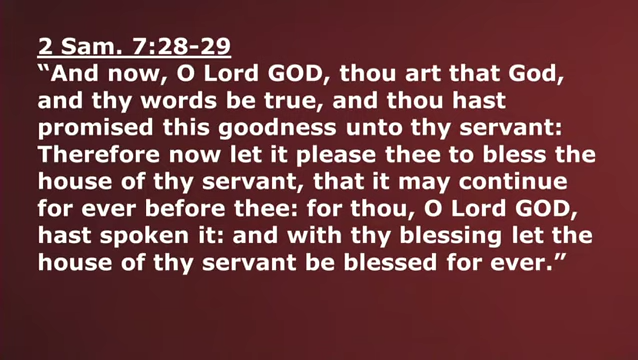 2 Sam. 7:28-29
“And now, O Lord GOD, thou art that God,
and thy words be true, and thou hast
promised this goodness unto thy servant:
Therefore now let it please thee to bless the
house of thy servant, that it may continue
for ever before thee: for thou, O Lord GOD,
hast spoken it: and with thy blessing let the
house of thy servant be blessed for ever.”